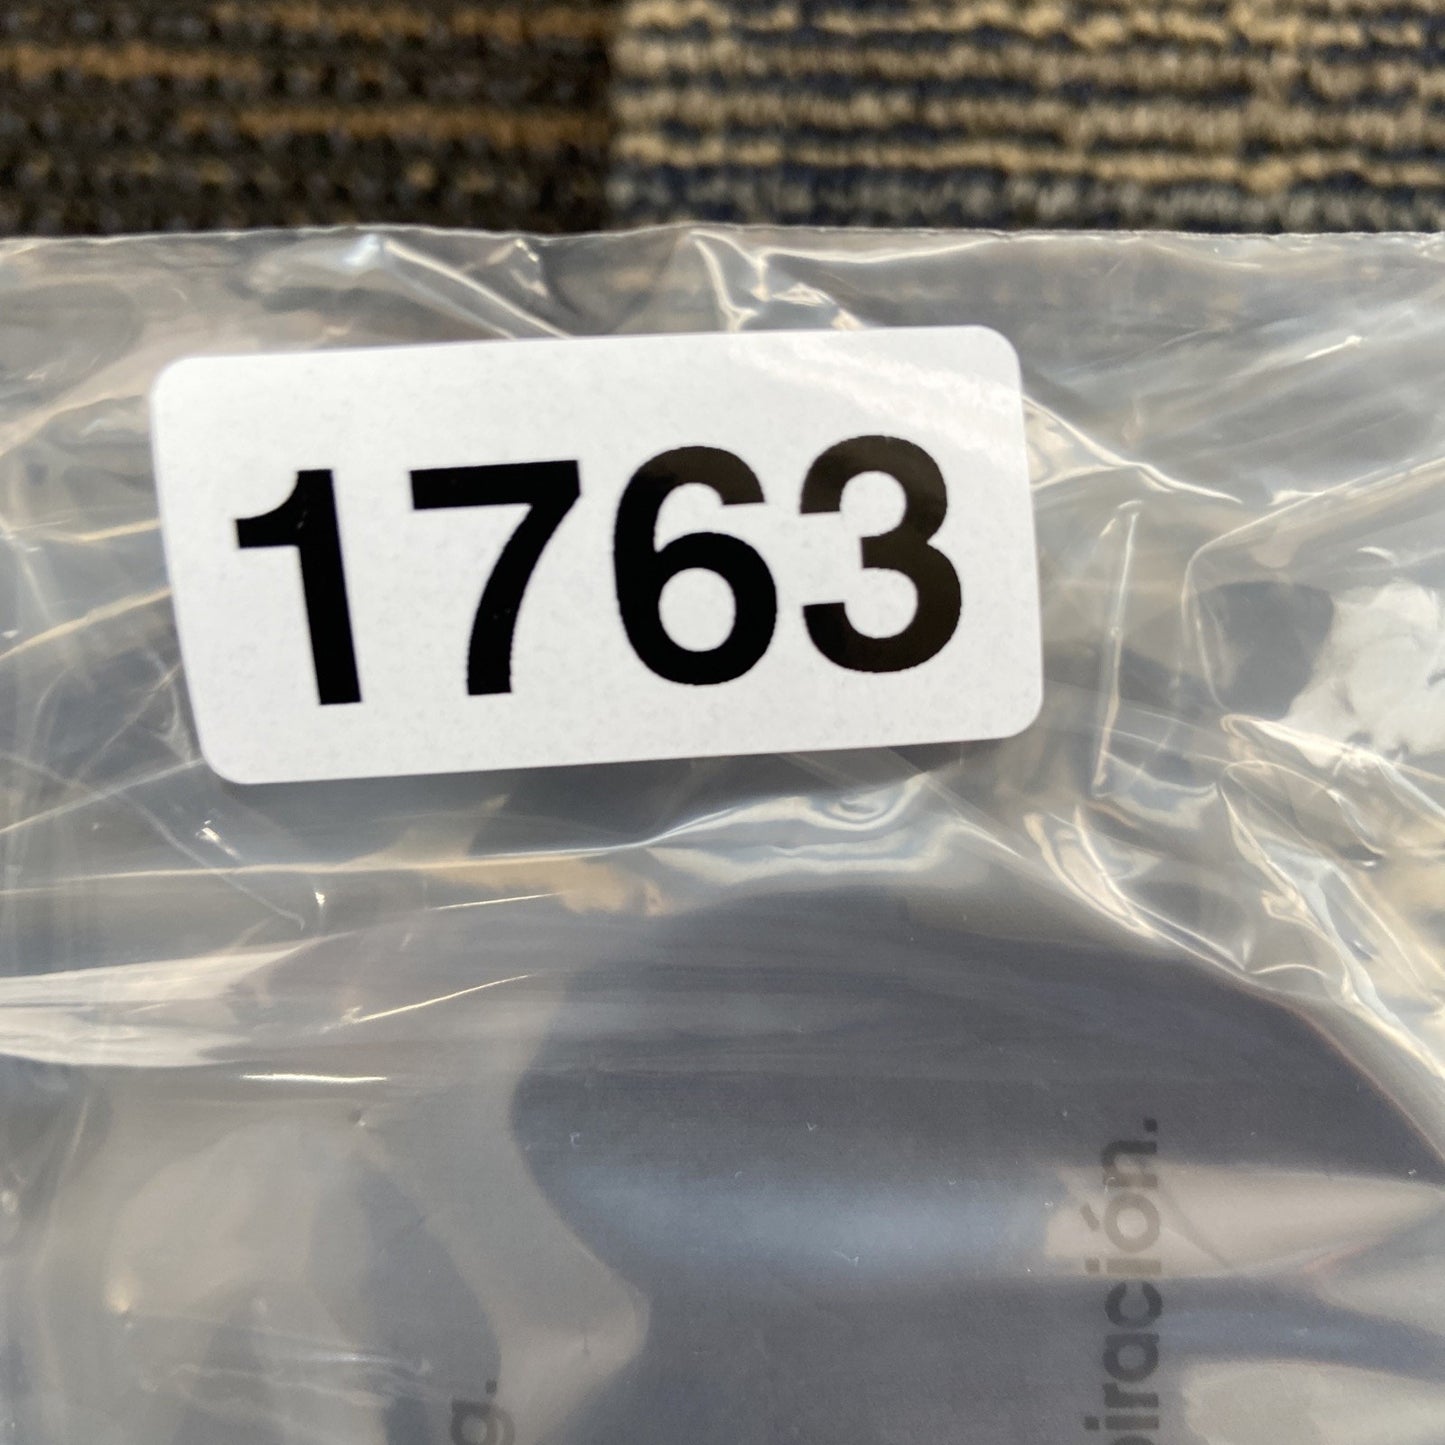 1763
piración.
g.